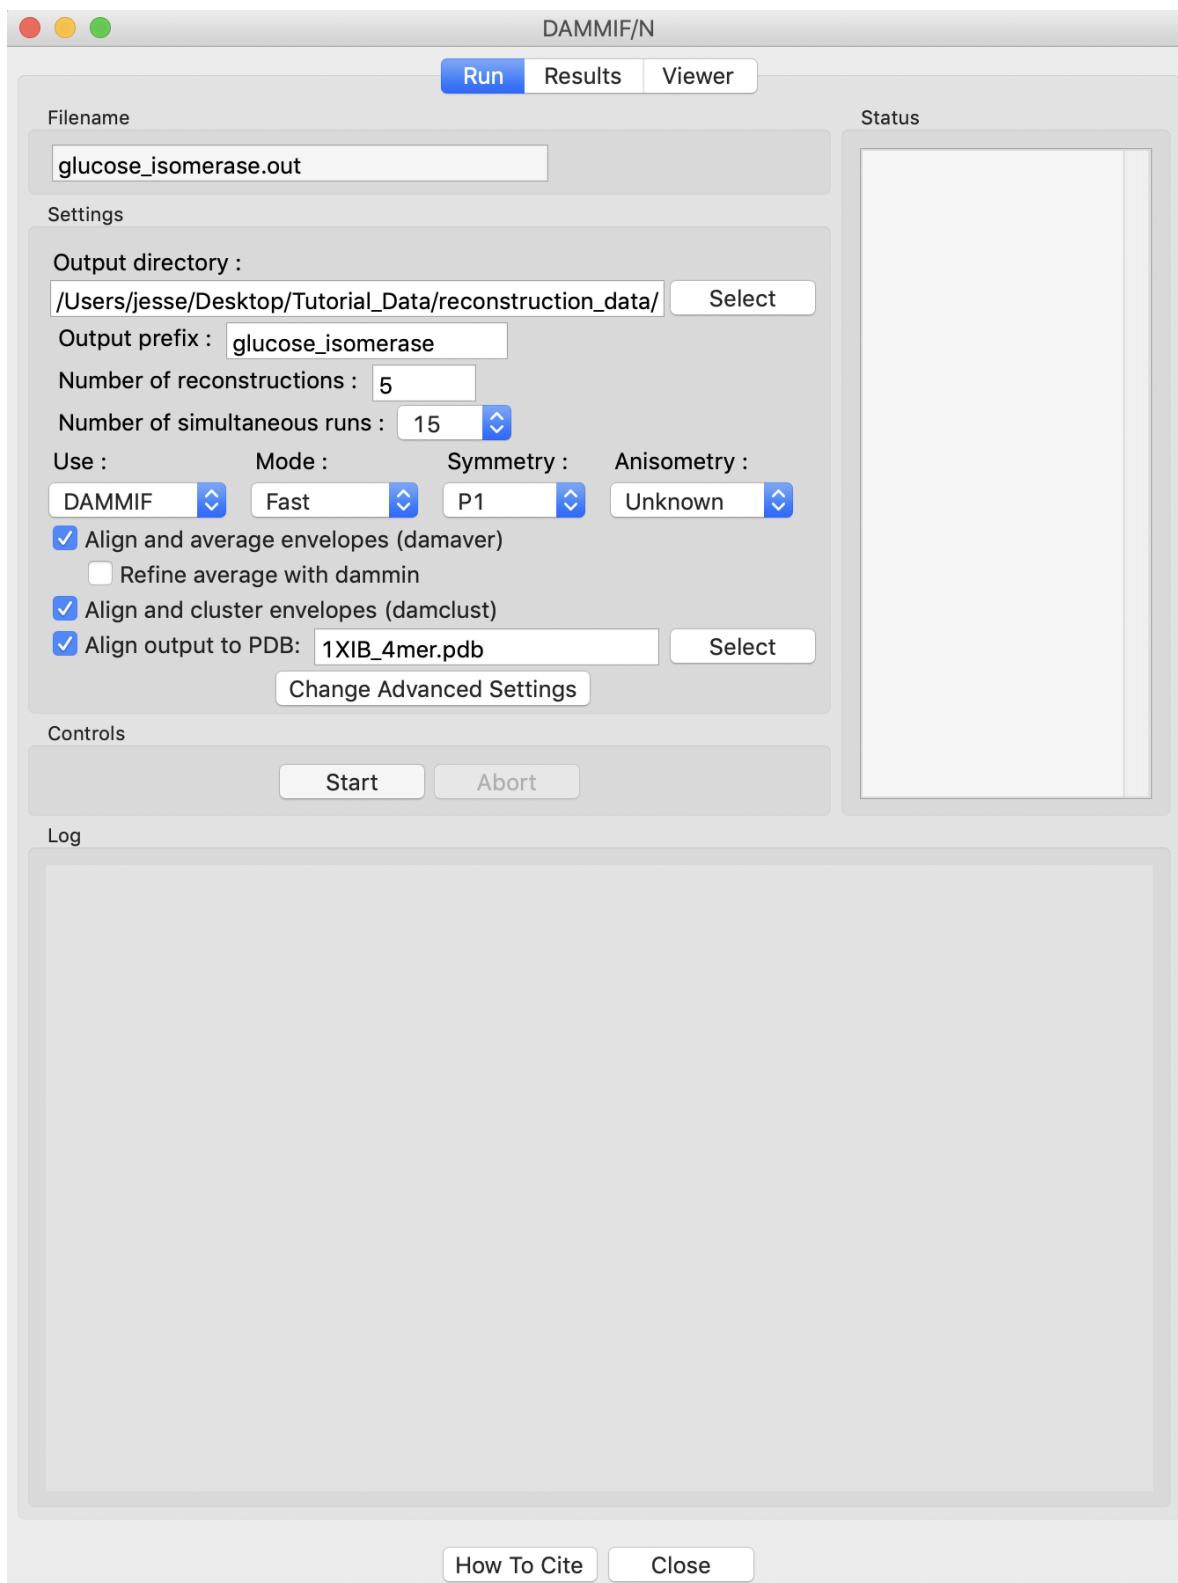 DAMMIF/N
Run Results Viewer
Filename
glucose_isomerase.out
Status
Settings
Output directory :
/Users/jesse/Desktop/Tutorial_Data/reconstruction_data/ Select
Output prefix : glucose_isomerase
Number of reconstructions : 5
Number of simultaneous runs : 15
Use : Mode : Symmetry : Anisometry :
DAMMIF Fast P1 Unknown
Align and average envelopes (damaver)
Refine average with dammin
Align and cluster envelopes (damclust)
Align output to PDB: 1XIB_4mer.pdb Select
Change Advanced Settings
Controls
Start Abort
Log
How To Cite Close